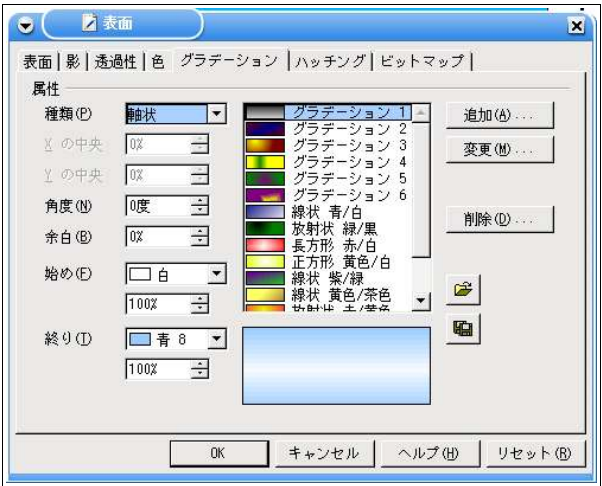 表面
表面 影 透過性 色 グラデーション ハッチング ビットマップ
属性
種類(P) 軸状
X の中央 0%
Y の中央 0%
角度(N) 0度
余白(B) 0%
始め(F) 白
100%
終り(T) 青 8
100%
グラデーション 1
グラデーション 2
グラデーション 3
グラデーション 4
グラデーション 5
グラデーション 6
線状 青/白
放射状 緑/黒
長方形 赤/白
正方形 黄色/白
線状 紫/緑
線状 黄色/茶色
放射状 赤/黄色
追加(A)...
変更(M)...
削除(D)...
OK キャンセル ヘルプ(H) リセット(R)